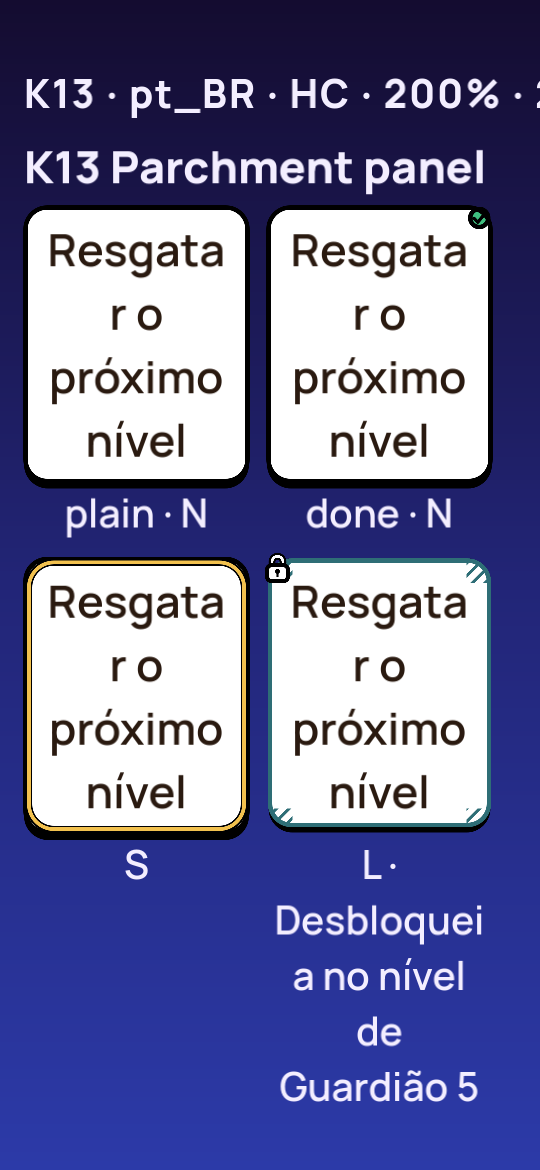 K13 · pt_BR · HC · 200% ·
K13 Parchment panel
Resgata
r o
próximo
nível
plain · N
Resgata
r o
próximo
nível
done · N
Resgata
r o
próximo
nível
S
Resgata
r o
próximo
nível
L ·
Desbloquei
a no nível
de
Guardião 5